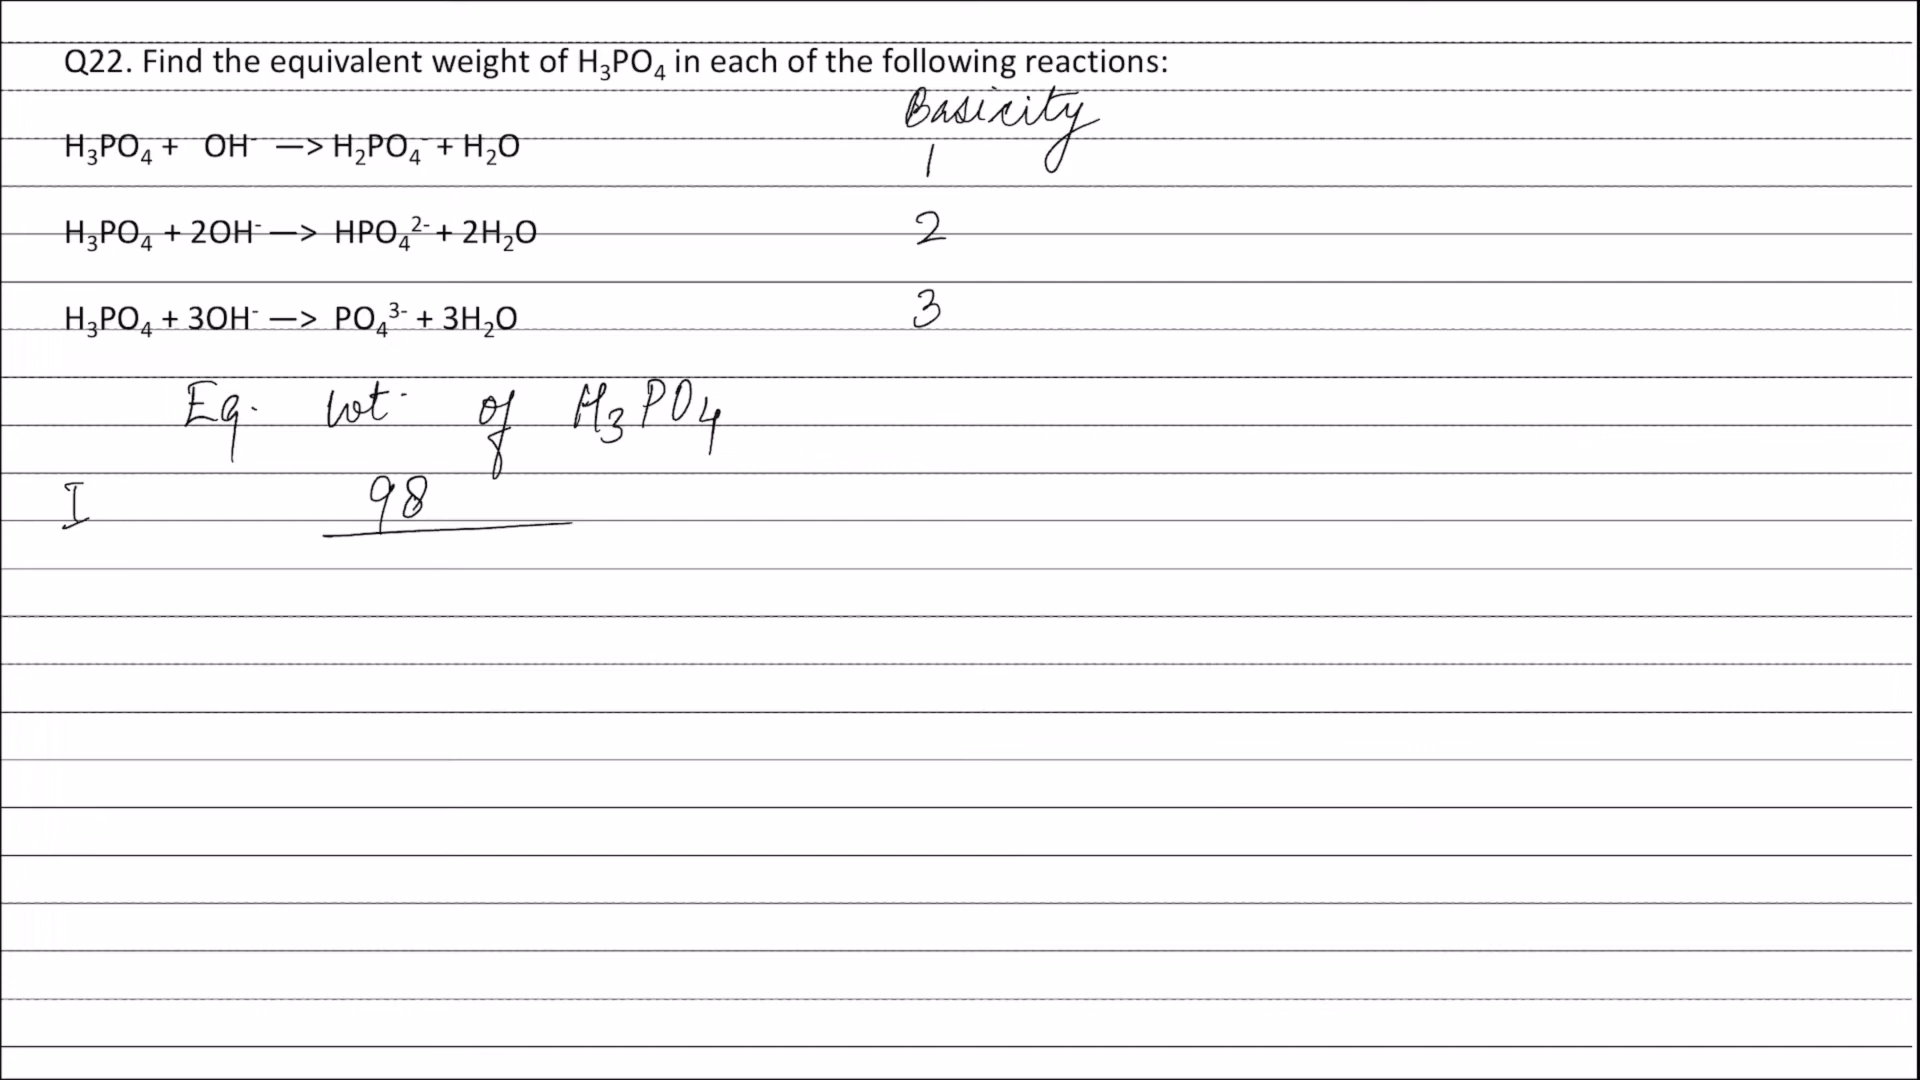 Q22. Find the equivalent weight of H₃PO₄ in each of the following reactions:
Basicity
H₃PO₄ + OH⁻ —> H₂PO₄⁻ + H₂O 1
H₃PO₄ + 2OH⁻ —> HPO₄²⁻ + 2H₂O 2
H₃PO₄ + 3OH⁻ —> PO₄³⁻ + 3H₂O 3
Eq. wt. of H₃PO₄
I 98